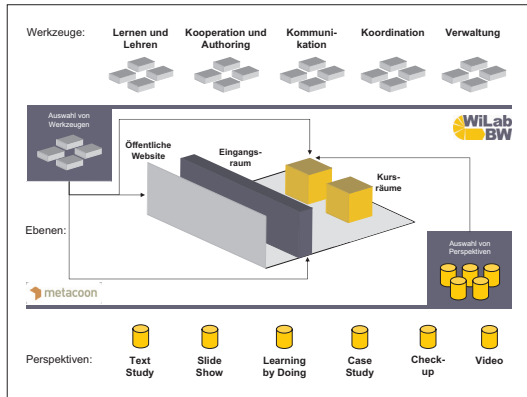 Werkzeuge:
Lernen und
Lehren
Kooperation und
Authoring
Kommuni-
kation
Koordination
Verwaltung
Auswahl von
Werkzeugen
WiLab
BW
Öffentliche
Website
Eingangs-
raum
Kurs-
räume
Ebenen:
Auswahl von
Perspektiven
metacoon
Perspektiven:
Text
Study
Slide
Show
Learning
by Doing
Case
Study
Check-
up
Video